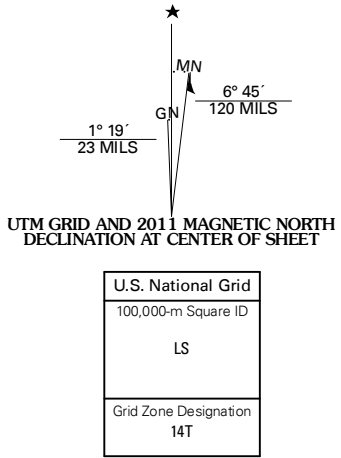 MN
GN
6° 45´
120 MILS
1° 19´
23 MILS
UTM GRID AND 2011 MAGNETIC NORTH
DECLINATION AT CENTER OF SHEET
U.S. National Grid
100,000-m Square ID
LS
Grid Zone Designation
14T